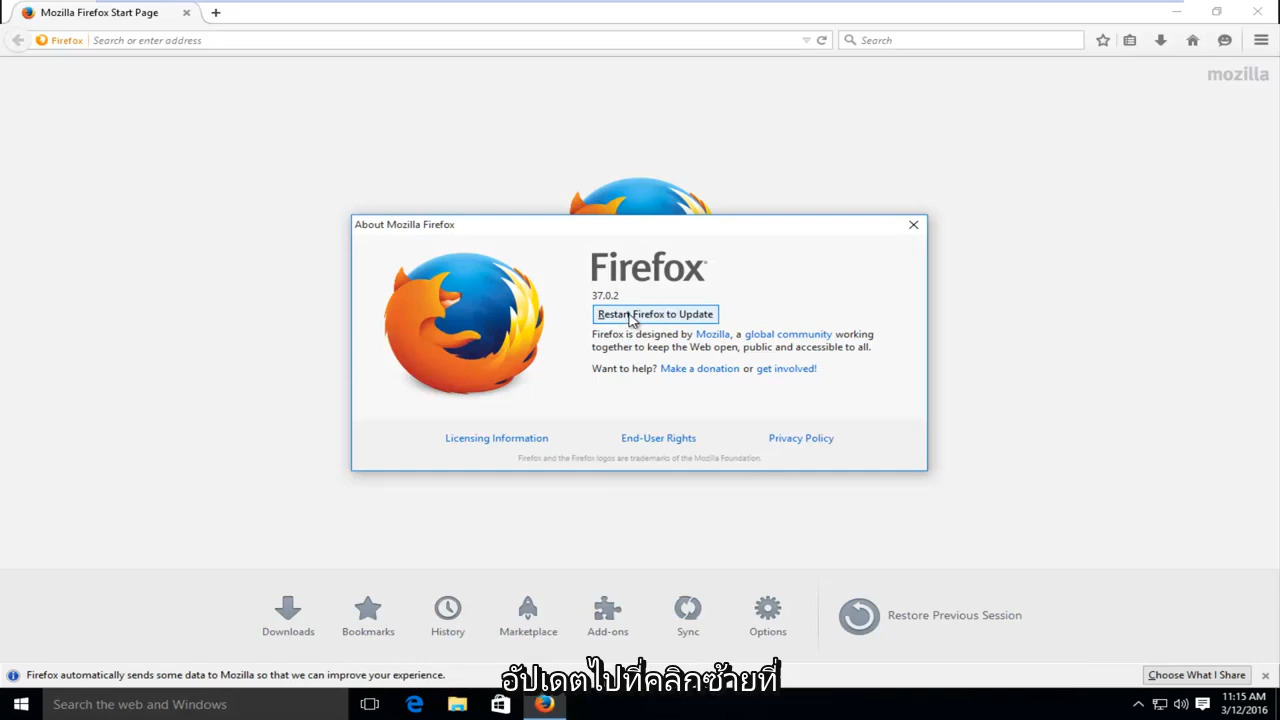 Mozilla Firefox Start Page
Firefox
Search or enter address
Search
mozilla
About Mozilla Firefox
Firefox
37.0.2
Restart Firefox to Update
Firefox is designed by Mozilla, a global community working
together to keep the Web open, public and accessible to all.
Want to help? Make a donation or get involved!
Licensing Information
End-User Rights
Privacy Policy
Firefox and the Firefox logos are trademarks of the Mozilla Foundation.
Downloads
Bookmarks
History
Marketplace
Add-ons
Sync
Options
Restore Previous Session
Firefox automatically sends some data to Mozilla so that we can improve your experience.
Choose What I Share
อัปเดตไปที่คลิกซ้ายที่
Search the web and Windows
11:15 AM
3/12/2016